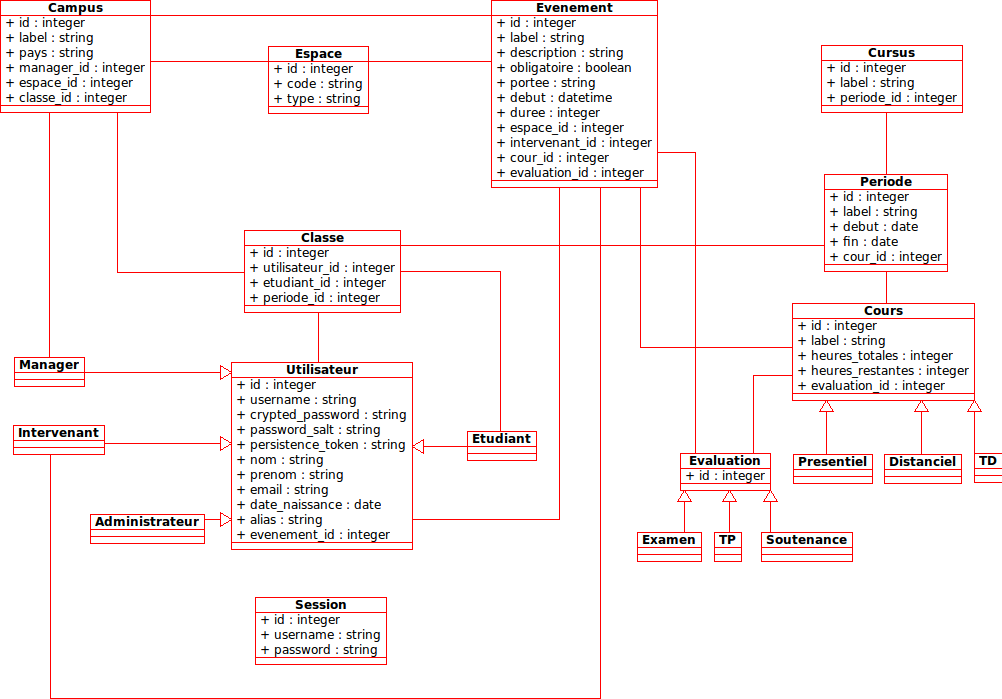 Campus
+ id : integer
+ label : string
+ pays : string
+ manager_id : integer
+ espace_id : integer
+ classe_id : integer
Espace
+ id : integer
+ code : string
+ type : string
Evenement
+ id : integer
+ label : string
+ description : string
+ obligatoire : boolean
+ portee : string
+ debut : datetime
+ duree : integer
+ espace_id : integer
+ intervenant_id : integer
+ cour_id : integer
+ evaluation_id : integer
Cursus
+ id : integer
+ label : string
+ periode_id : integer
Periode
+ id : integer
+ label : string
+ debut : date
+ fin : date
+ cour_id : integer
Classe
+ id : integer
+ utilisateur_id : integer
+ etudiant_id : integer
+ periode_id : integer
Cours
+ id : integer
+ label : string
+ heures_totales : integer
+ heures_restantes : integer
+ evaluation_id : integer
Manager
Utilisateur
+ id : integer
+ username : string
+ crypted_password : string
+ password_salt : string
+ persistence_token : string
+ nom : string
+ prenom : string
+ email : string
+ date_naissance : date
+ alias : string
+ evenement_id : integer
Intervenant
Etudiant
Administrateur
Evaluation
+ id : integer
Presentiel
Distanciel
TD
Examen
TP
Soutenance
Session
+ id : integer
+ username : string
+ password : string